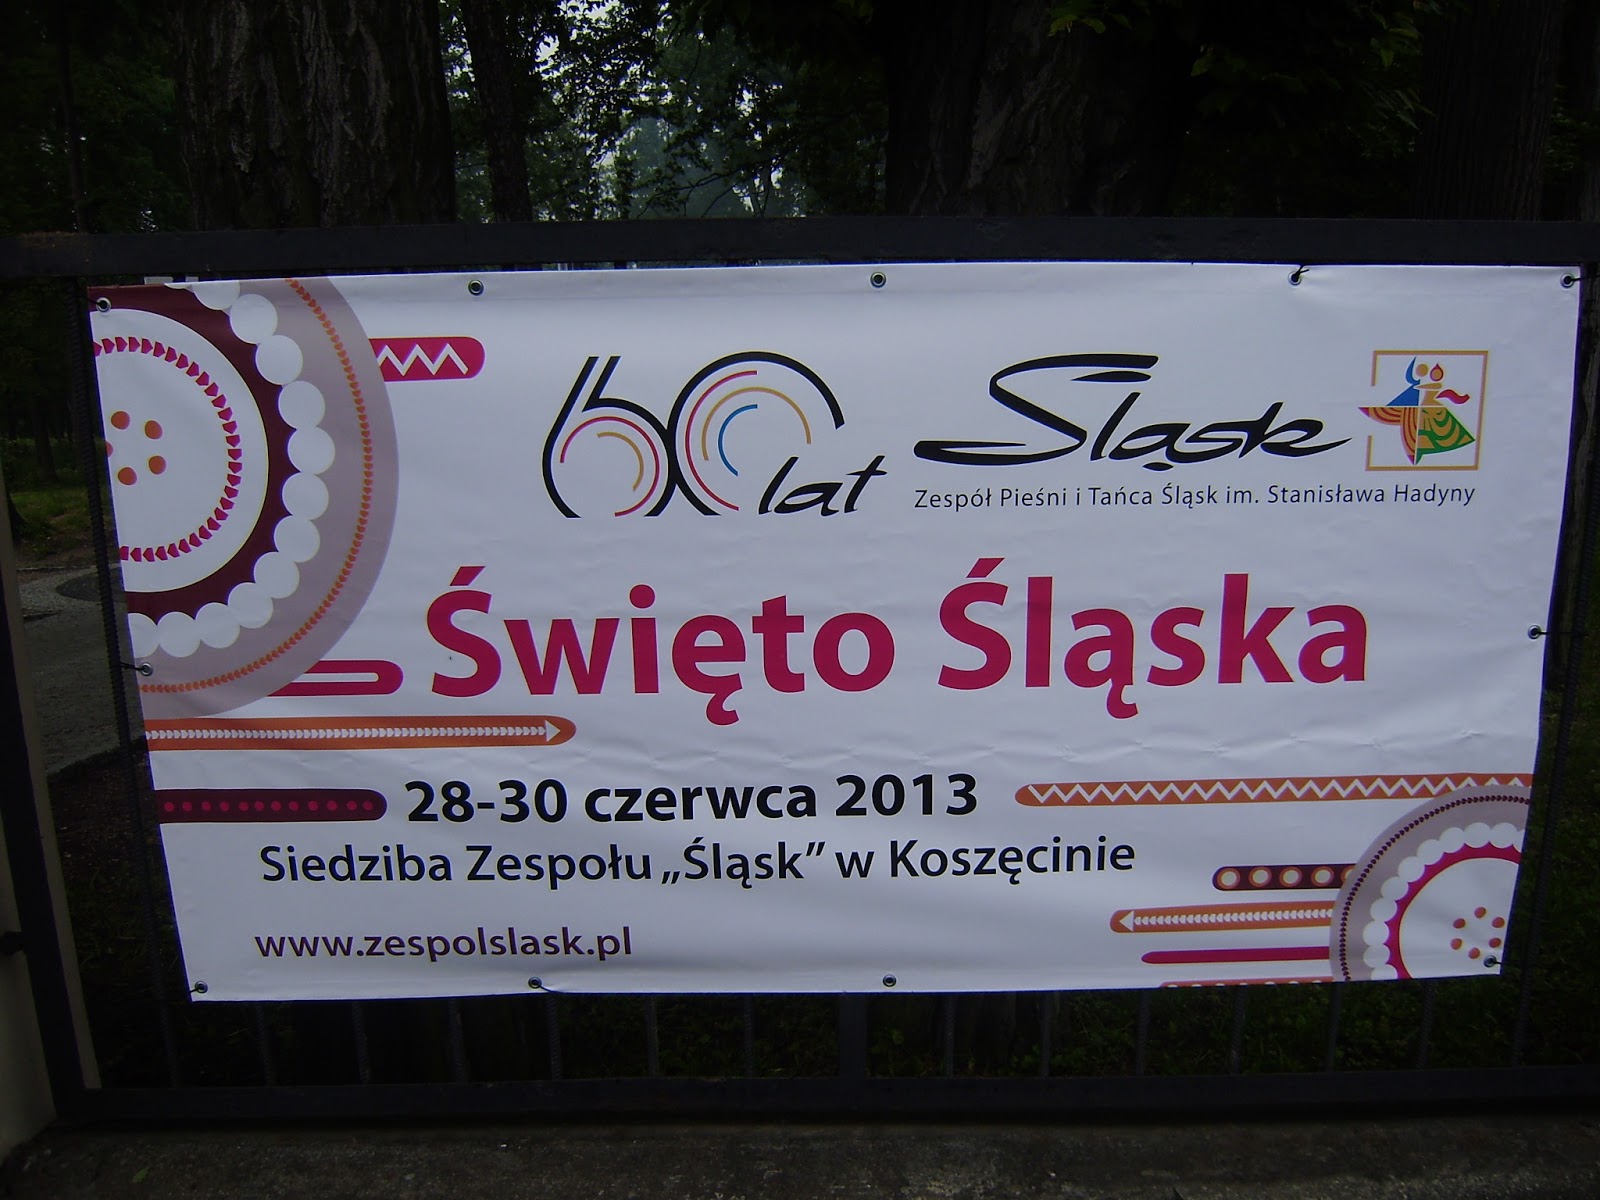 60 lat
Śląsk
Zespół Pieśni i Tańca Śląsk im. Stanisława Hadyny
Święto Śląska
28-30 czerwca 2013
Siedziba Zespołu „Śląsk” w Koszęcinie
www.zespolslask.pl